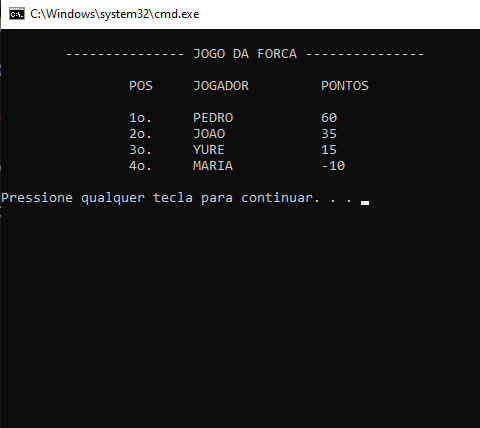 C:\Windows\system32\cmd.exe
--------------- JOGO DA FORCA ---------------
POS JOGADOR PONTOS
1o. PEDRO 60
2o. JOAO 35
3o. YURE 15
4o. MARIA -10
Pressione qualquer tecla para continuar. . .